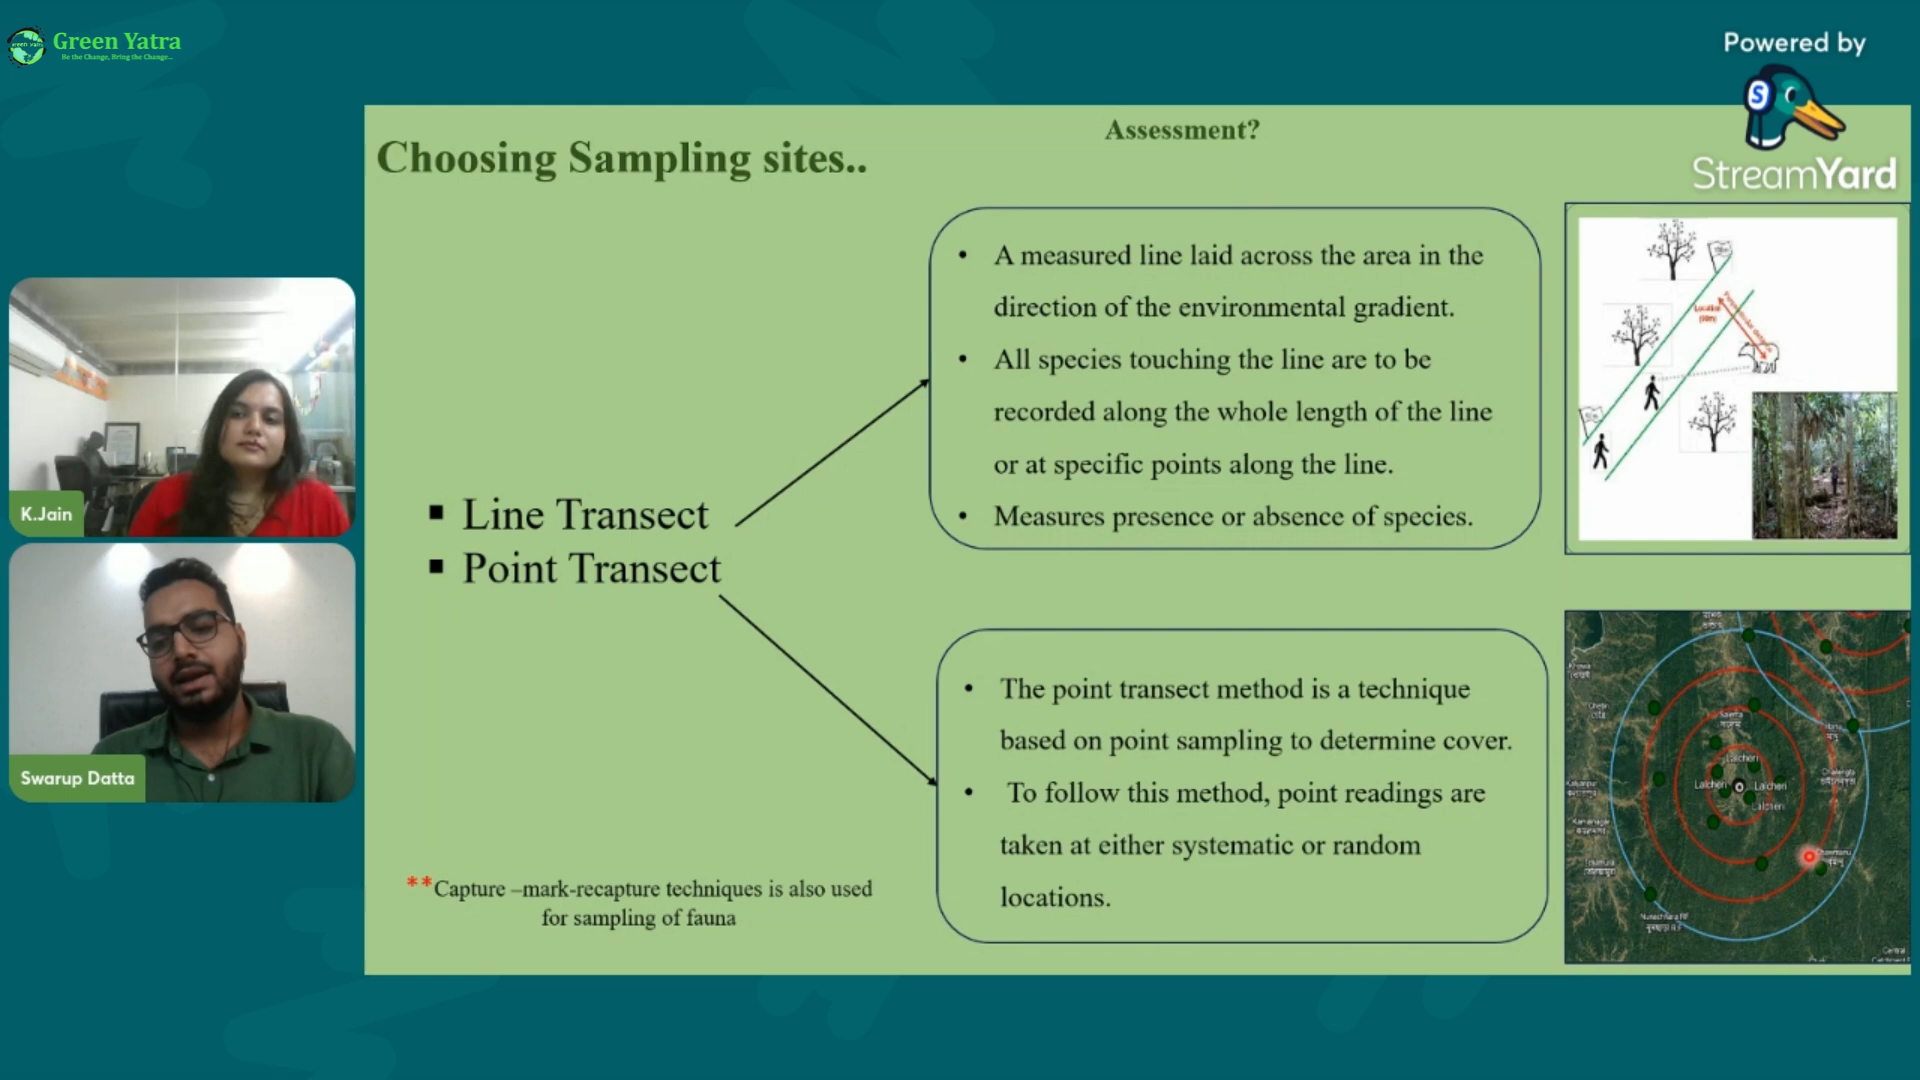 Green Yatra
Be the Change, Bring the Change...
Powered by
StreamYard
Assessment?
Choosing Sampling sites..
• A measured line laid across the area in the
direction of the environmental gradient.
• All species touching the line are to be
recorded along the whole length of the line
or at specific points along the line.
• Measures presence or absence of species.
▪ Line Transect
▪ Point Transect
• The point transect method is a technique
based on point sampling to determine cover.
• To follow this method, point readings are
taken at either systematic or random
locations.
**Capture –mark-recapture techniques is also used
for sampling of fauna
K.Jain
Swarup Datta
Location
Lalcheri
Lalcheri
Lalcheri
Lalcheri